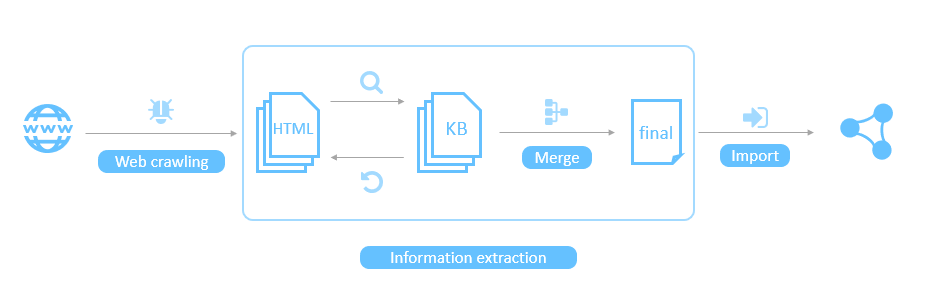 www
Web crawling
HTML
KB
Merge
final
Import
Information extraction